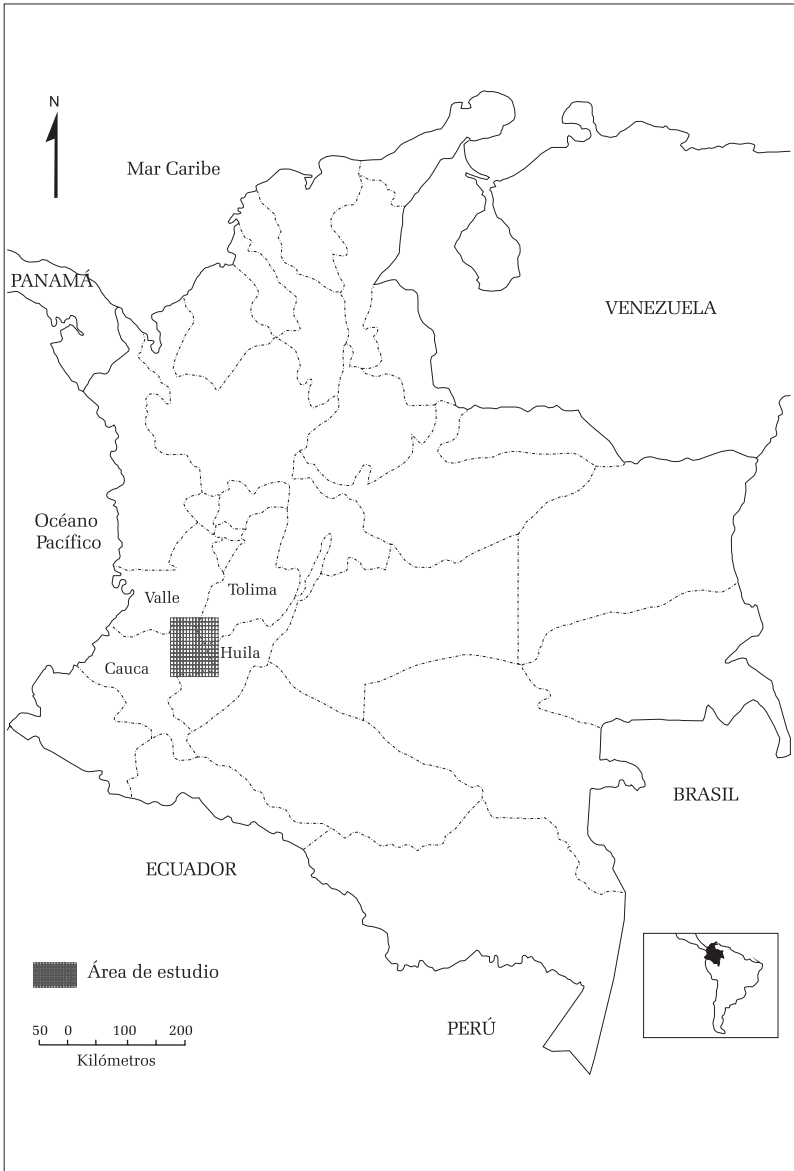 N
Mar Caribe
PANAMÁ
VENEZUELA
Océano
Pacífico
Valle
Tolima
Huila
Cauca
BRASIL
ECUADOR
Área de estudio
PERÚ
50 0 100 200
Kilómetros